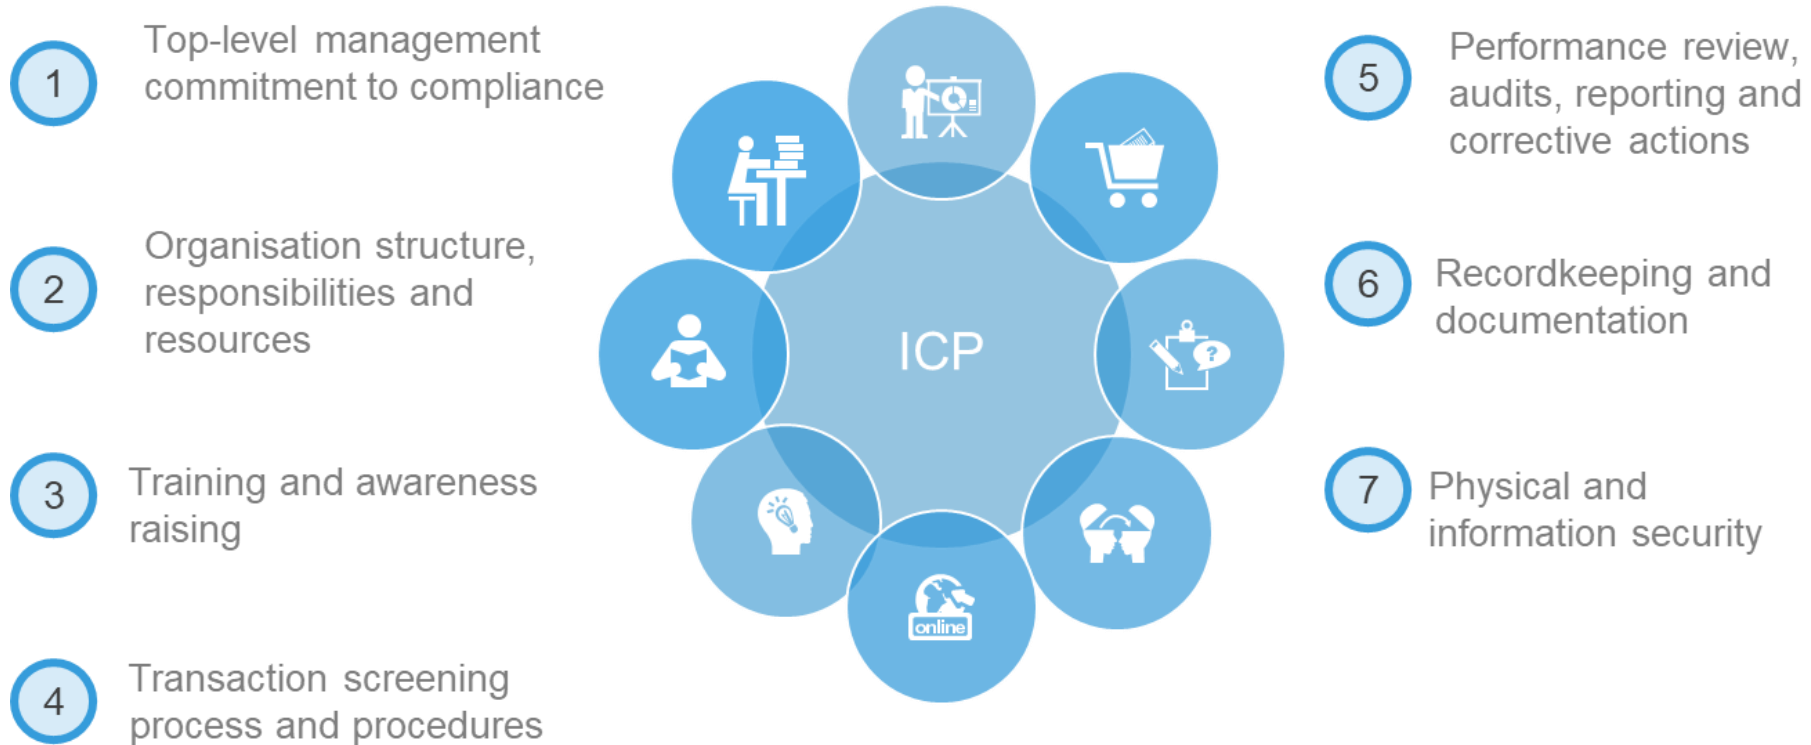 1
Top-level management
commitment to compliance
2
Organisation structure,
responsibilities and
resources
3
Training and awareness
raising
4
Transaction screening
process and procedures
ICP
?
online
5
Performance review,
audits, reporting and
corrective actions
6
Recordkeeping and
documentation
7
Physical and
information security